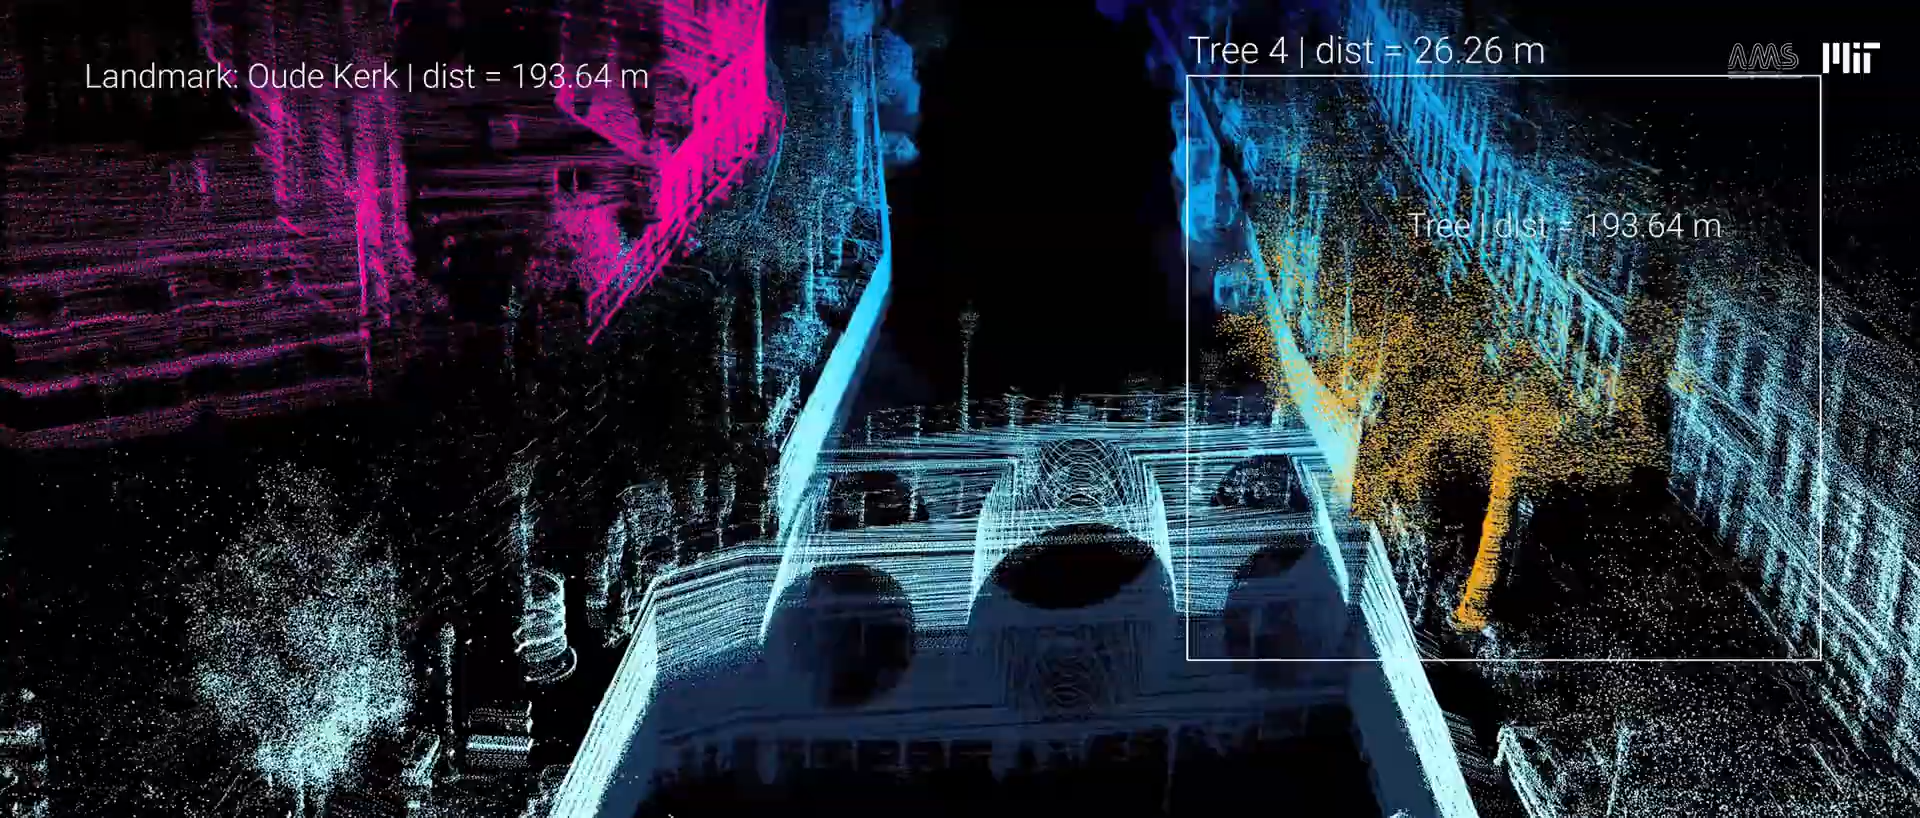 Landmark: Oude Kerk | dist = 193.64 m
Tree 4 | dist = 26.26 m
AMS
MiT
Tree | dist = 193.64 m